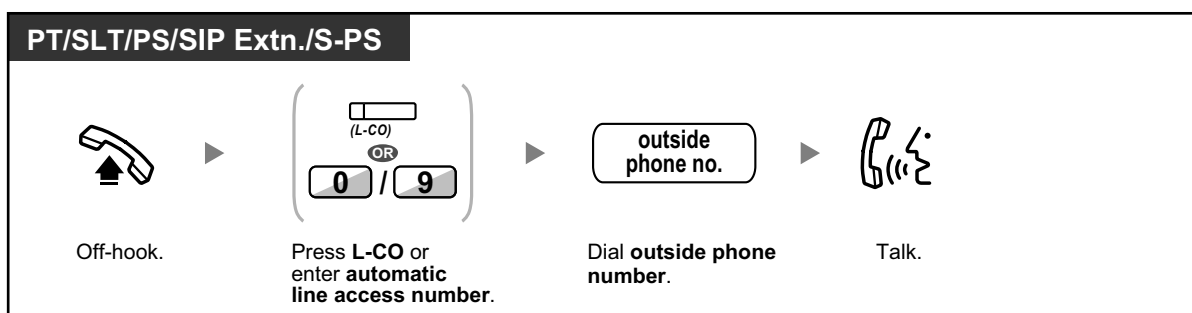 PT/SLT/PS/SIP Extn./S-PS
(L-CO)
OR
0 / 9
outside
phone no.
Off-hook.
Press L-CO or
enter automatic
line access number.
Dial outside phone
number.
Talk.